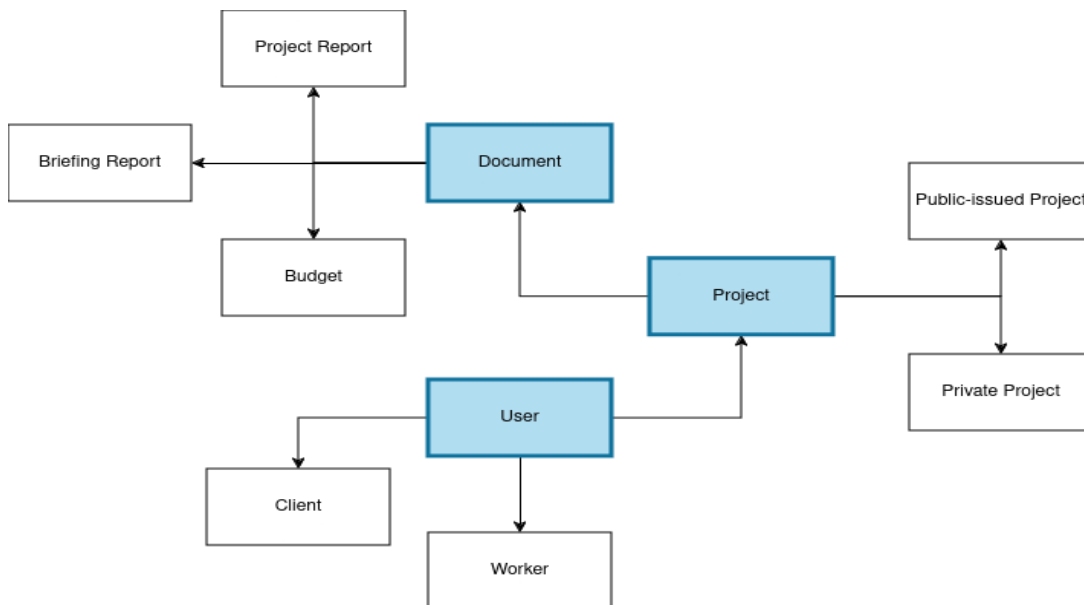 Project Report
Briefing Report
Document
Public-issued Project
Budget
Project
Private Project
User
Client
Worker